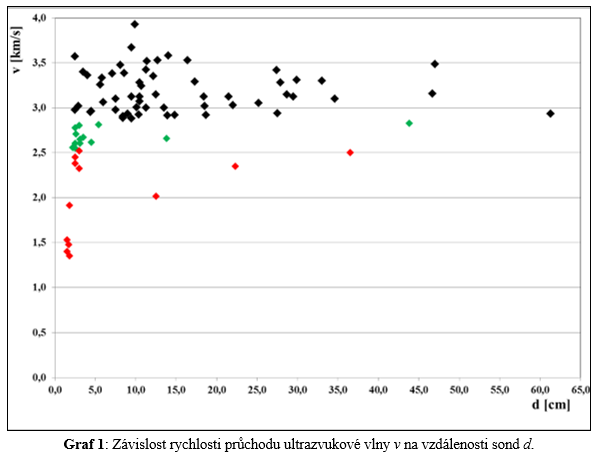 v [km/s]
4,0
3,5
3,0
2,5
2,0
1,5
1,0
0,5
0,0
0,0 5,0 10,0 15,0 20,0 25,0 30,0 35,0 40,0 45,0 50,0 55,0 60,0 65,0
d [cm]
Graf 1: Závislost rychlosti průchodu ultrazvukové vlny v na vzdálenosti sond d.